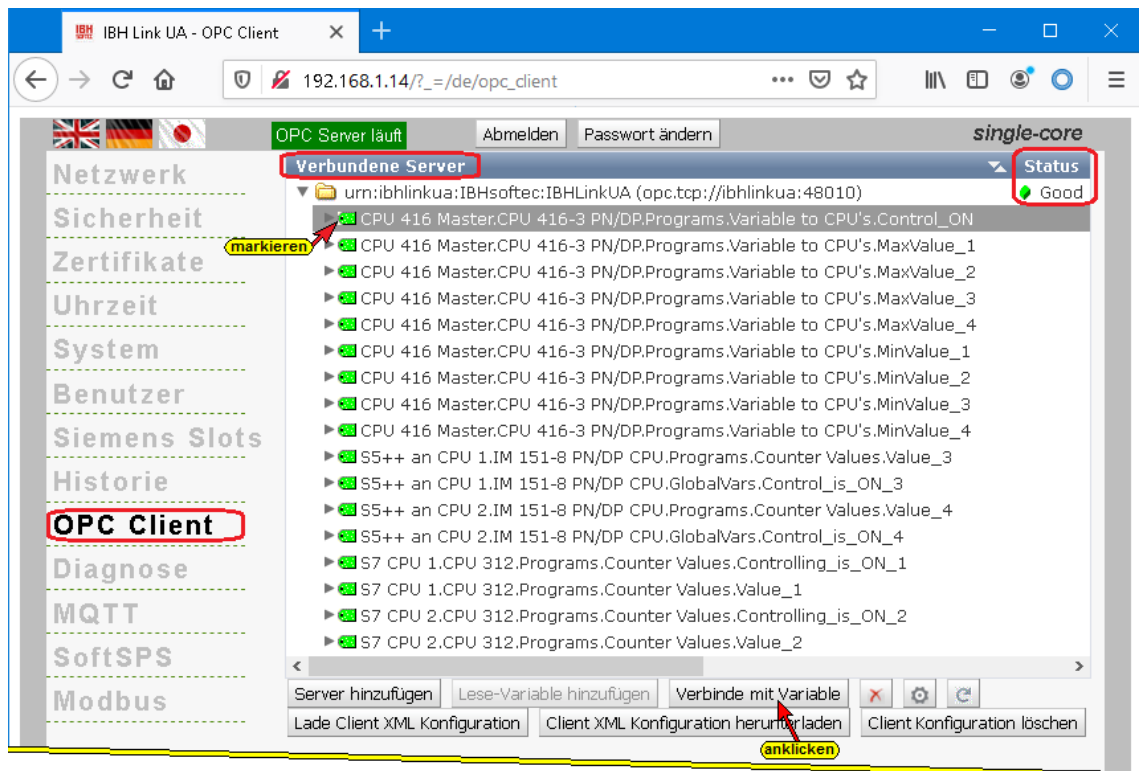 IBH Link UA - OPC Client
192.168.1.14/?_=/de/opc_client
OPC Server läuft
Abmelden
Passwort ändern
single-core
Netzwerk
Sicherheit
Zertifikate
Uhrzeit
System
Benutzer
Siemens Slots
Historie
OPC Client
Diagnose
MQTT
SoftSPS
Modbus
Verbundene Server
Status
urn:ibhlinkua:IBHsoftec:IBHLinkUA (opc.tcp://ibhlinkua:48010)
Good
CPU 416 Master.CPU 416-3 PN/DP.Programs.Variable to CPU's.Control_ON
markieren
CPU 416 Master.CPU 416-3 PN/DP.Programs.Variable to CPU's.MaxValue_1
CPU 416 Master.CPU 416-3 PN/DP.Programs.Variable to CPU's.MaxValue_2
CPU 416 Master.CPU 416-3 PN/DP.Programs.Variable to CPU's.MaxValue_3
CPU 416 Master.CPU 416-3 PN/DP.Programs.Variable to CPU's.MaxValue_4
CPU 416 Master.CPU 416-3 PN/DP.Programs.Variable to CPU's.MinValue_1
CPU 416 Master.CPU 416-3 PN/DP.Programs.Variable to CPU's.MinValue_2
CPU 416 Master.CPU 416-3 PN/DP.Programs.Variable to CPU's.MinValue_3
CPU 416 Master.CPU 416-3 PN/DP.Programs.Variable to CPU's.MinValue_4
S5++ an CPU 1.IM 151-8 PN/DP CPU.Programs.Counter Values.Value_3
S5++ an CPU 1.IM 151-8 PN/DP CPU.GlobalVars.Control_is_ON_3
S5++ an CPU 2.IM 151-8 PN/DP CPU.Programs.Counter Values.Value_4
S5++ an CPU 2.IM 151-8 PN/DP CPU.GlobalVars.Control_is_ON_4
S7 CPU 1.CPU 312.Programs.Counter Values.Controlling_is_ON_1
S7 CPU 1.CPU 312.Programs.Counter Values.Value_1
S7 CPU 2.CPU 312.Programs.Counter Values.Controlling_is_ON_2
S7 CPU 2.CPU 312.Programs.Counter Values.Value_2
Server hinzufügen
Lese-Variable hinzufügen
Verbinde mit Variable
Lade Client XML Konfiguration
Client XML Konfiguration herunterladen
Client Konfiguration löschen
anklicken